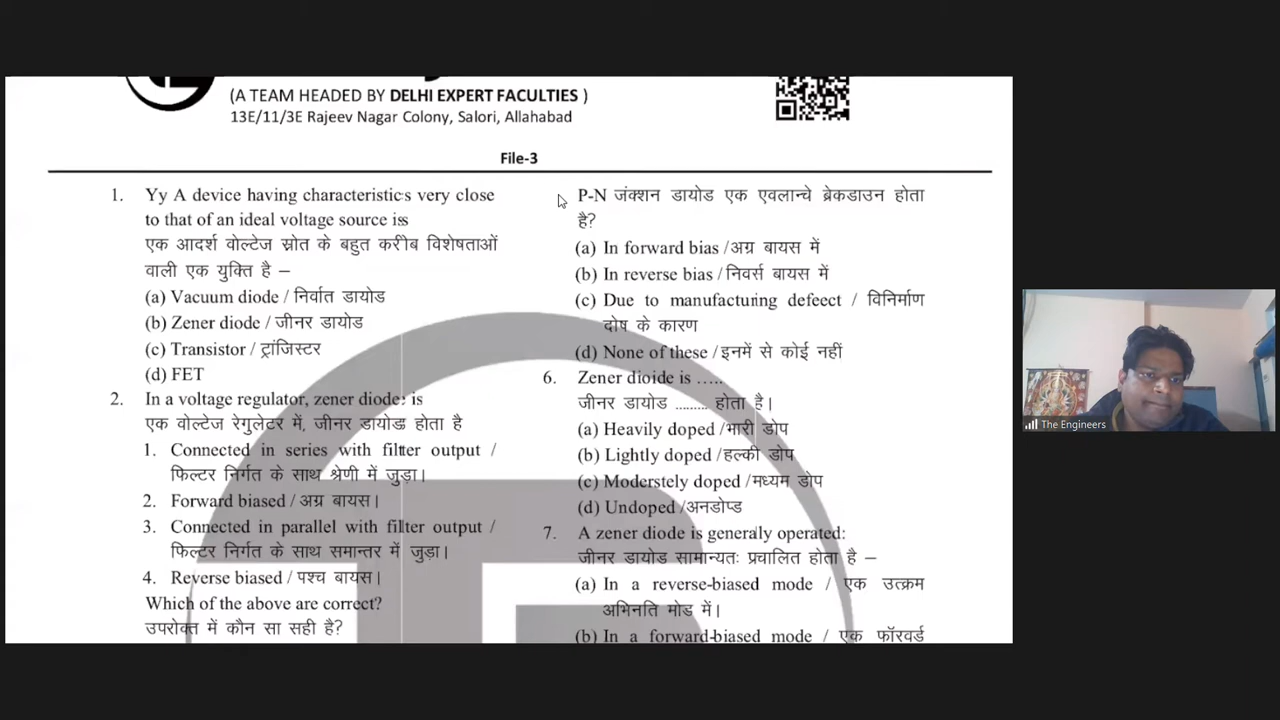 (A TEAM HEADED BY DELHI EXPERT FACULTIES )
13E/11/3E Rajeev Nagar Colony, Salori, Allahabad
File-3
1. Yy A device having characteristics very close
to that of an ideal voltage source is
एक आदर्श वोल्टेज स्रोत के बहुत करीब विशेषताओं
वाली एक युक्ति है –
(a) Vacuum diode / निर्वात डायोड
(b) Zener diode / जीनर डायोड
(c) Transistor / ट्रांजिस्टर
(d) FET
2. In a voltage regulator, zener diode is
एक वोल्टेज रेगुलेटर में, जीनर डायोड होता है
1. Connected in series with filtter output /
फिल्टर निर्गत के साथ श्रेणी में जुड़ा।
2. Forward biased / अग्र बायस।
3. Connected in parallel with filter output /
फिल्टर निर्गत के साथ समान्तर में जुड़ा।
4. Reverse biased / पश्च बायस।
Which of the above are correct?
उपरोक्त में कौन सा सही है?
P-N जंक्शन डायोड एक एवलान्चे ब्रेकडाउन होता
है?
(a) In forward bias /अग्र बायस में
(b) In reverse bias / निवर्स बायस में
(c) Due to manufacturing defeect / विनिर्माण
दोष के कारण
(d) None of these / इनमें से कोई नहीं
6. Zener dioide is …..
जीनर डायोड ......... होता है।
(a) Heavily doped /भारी डोप
(b) Lightly doped /हल्की डोप
(c) Moderstely doped /मध्यम डोप
(d) Undoped /अनडोप्ड
7. A zener diode is generally operated:
जीनर डायोड सामान्यतः प्रचालित होता है –
(a) In a reverse-biased mode / एक उत्क्रम
अभिनति मोड में।
(b) In a forward-biased mode / एक फॉरवर्ड
The Engineers